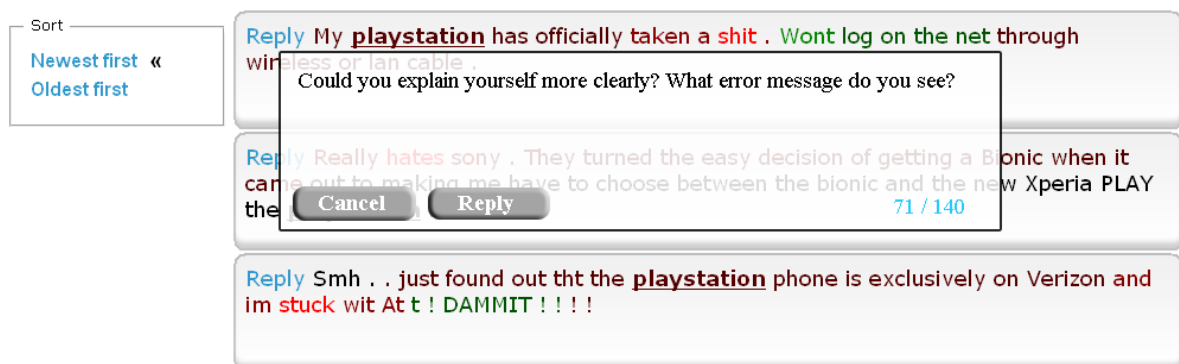 Sort
Newest first «
Oldest first
Reply My playstation has officially taken a shit . Wont log on the net through
wireless or lan cable .
Could you explain yourself more clearly? What error message do you see?
Reply Really hates sony . They turned the easy decision of getting a Bionic when it
came out to making me have to choose between the bionic and the new Xperia PLAY
the
Cancel
Reply
71 / 140
Reply Smh . . just found out tht the playstation phone is exclusively on Verizon and
im stuck wit At t ! DAMMIT ! ! ! !